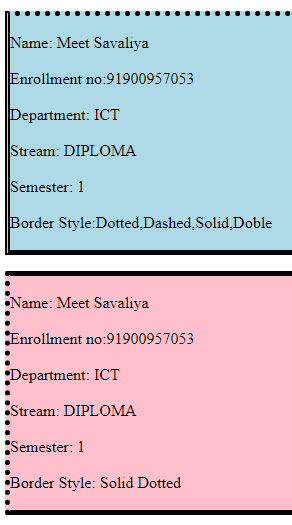 Name: Meet Savaliya
Enrollment no:91900957053
Department: ICT
Stream: DIPLOMA
Semester: 1
Border Style:Dotted,Dashed,Solid,Doble
Name: Meet Savaliya
Enrollment no:91900957053
Department: ICT
Stream: DIPLOMA
Semester: 1
Border Style: Solid Dotted